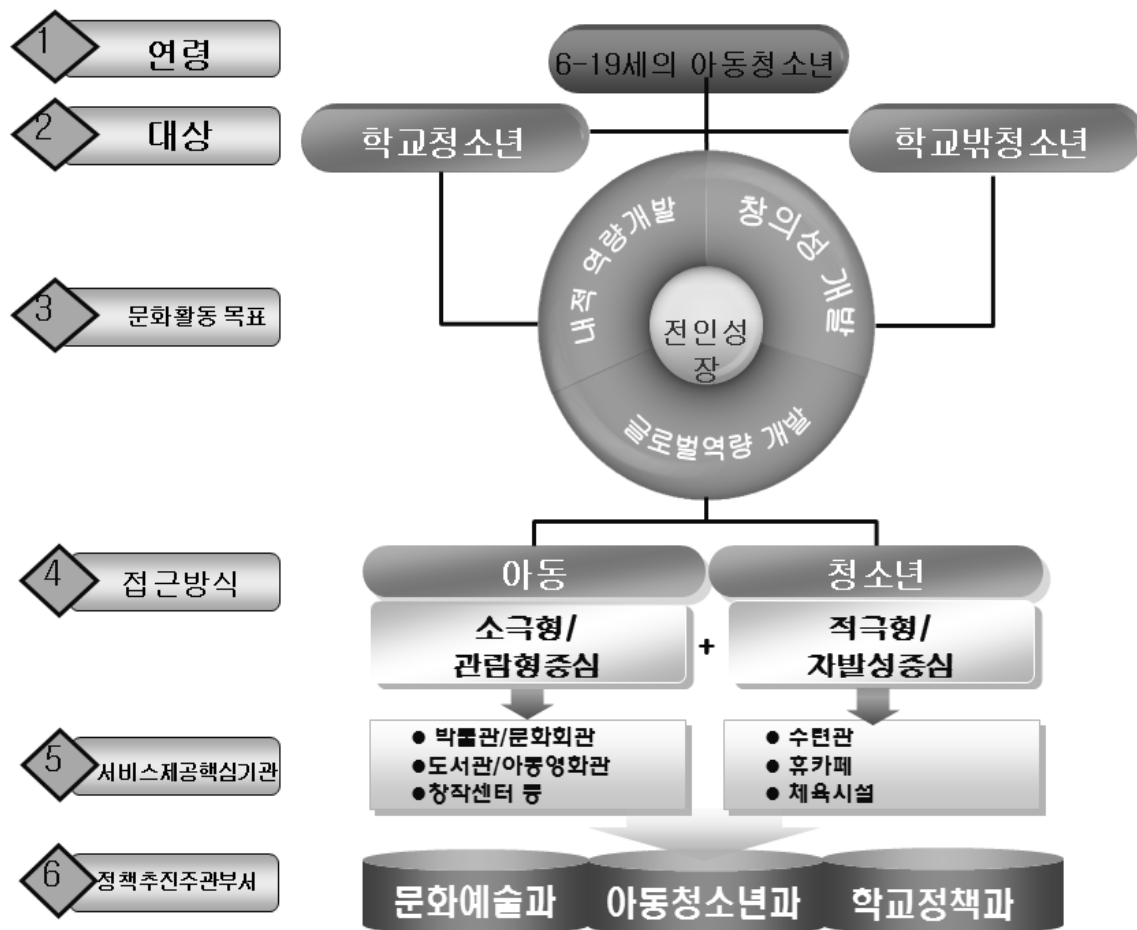 1
연령
6-19세의 아동청소년
2
대상
학교청소년
학교밖청소년
3
문화활동 목표
내적 역량개발
창의성 개발
글로벌역량 개발
전인성
장
4
접근방식
아동
청소년
소극형/
관람형중심
+
적극형/
자발성중심
5
서비스제공핵심기관
● 박물관/문화회관
● 도서관/아동영화관
● 창작센터 등
● 수련관
● 휴카페
● 체육시설
6
정책추진주관부서
문화예술과
아동청소년과
학교정책과